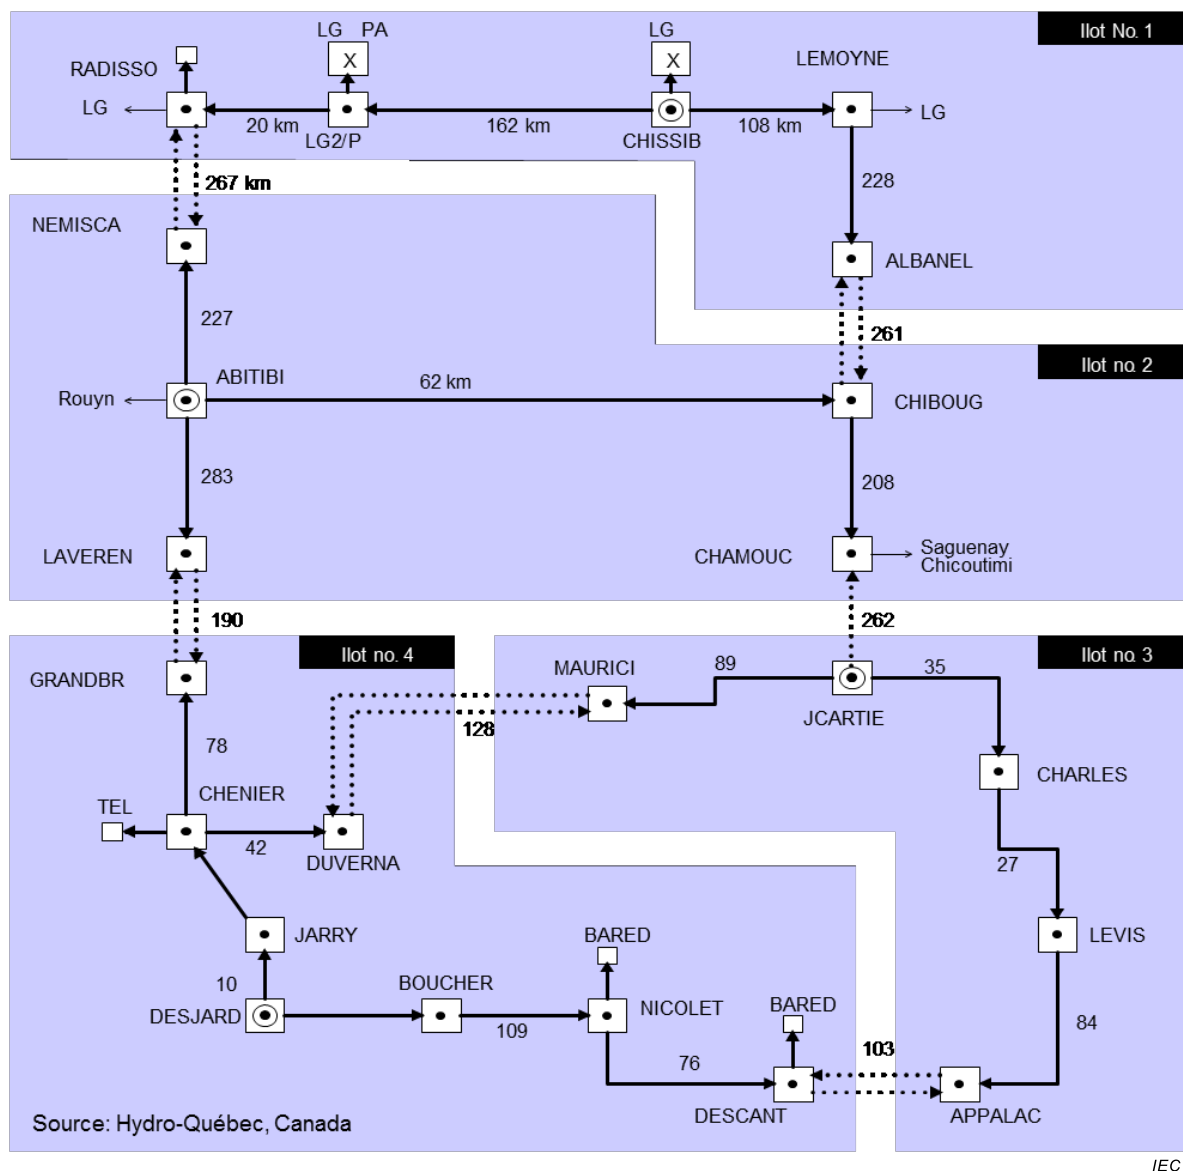 Ilot No. 1
LG PA
LG
X
X
RADISSO
LEMOYNE
LG
LG
20 km
162 km
108 km
LG2/P
CHISSIB
267 km
228
NEMISCA
ALBANEL
227
261
Ilot no. 2
ABITIBI
62 km
Rouyn
CHIBOUG
283
208
LAVEREN
CHAMOUC
Saguenay
Chicoutimi
190
262
Ilot no. 4
Ilot no. 3
MAURICI
89
35
GRANDBR
JCARTIE
128
78
CHARLES
CHENIER
TEL
42
DUVERNA
27
JARRY
BARED
LEVIS
10
BOUCHER
DESJARD
109
NICOLET
BARED
84
76
103
DESCANT
APPALAC
Source: Hydro-Québec, Canada
IEC